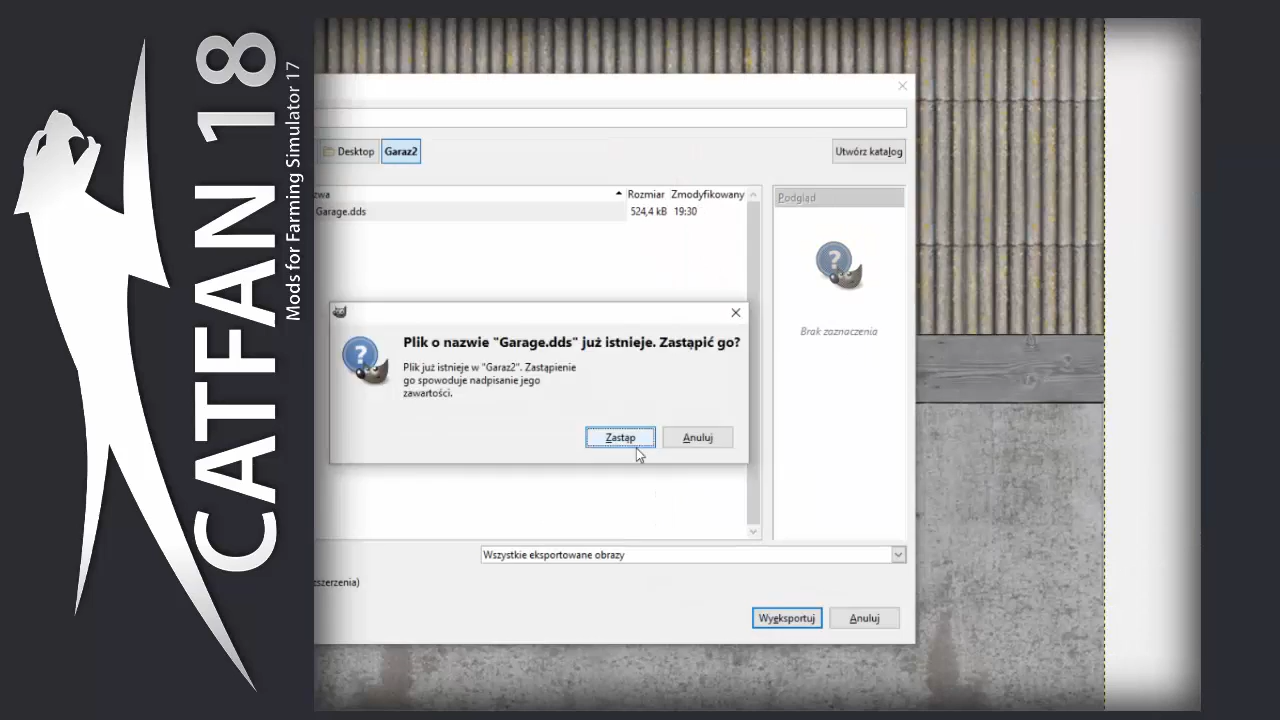 CATFAN 18
Mods for Farming Simulator 17
Desktop
Garaz2
Utwórz katalog
zwa
Rozmiar
Zmodyfikowany
Podgląd
Garage.dds
524,4 kB
19:30
Brak zaznaczenia
Plik o nazwie "Garage.dds" już istnieje. Zastąpić go?
Plik już istnieje w "Garaz2". Zastąpienie
go spowoduje nadpisanie jego
zawartości.
Zastąp
Anuluj
Wszystkie eksportowane obrazy
zszerzenia)
Wyeksportuj
Anuluj